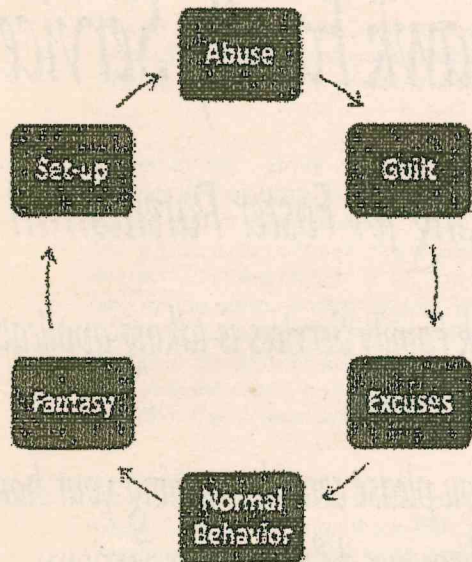 Abuse
Guilt
Excuses
Normal
Behavior
Fantasy
Set-up